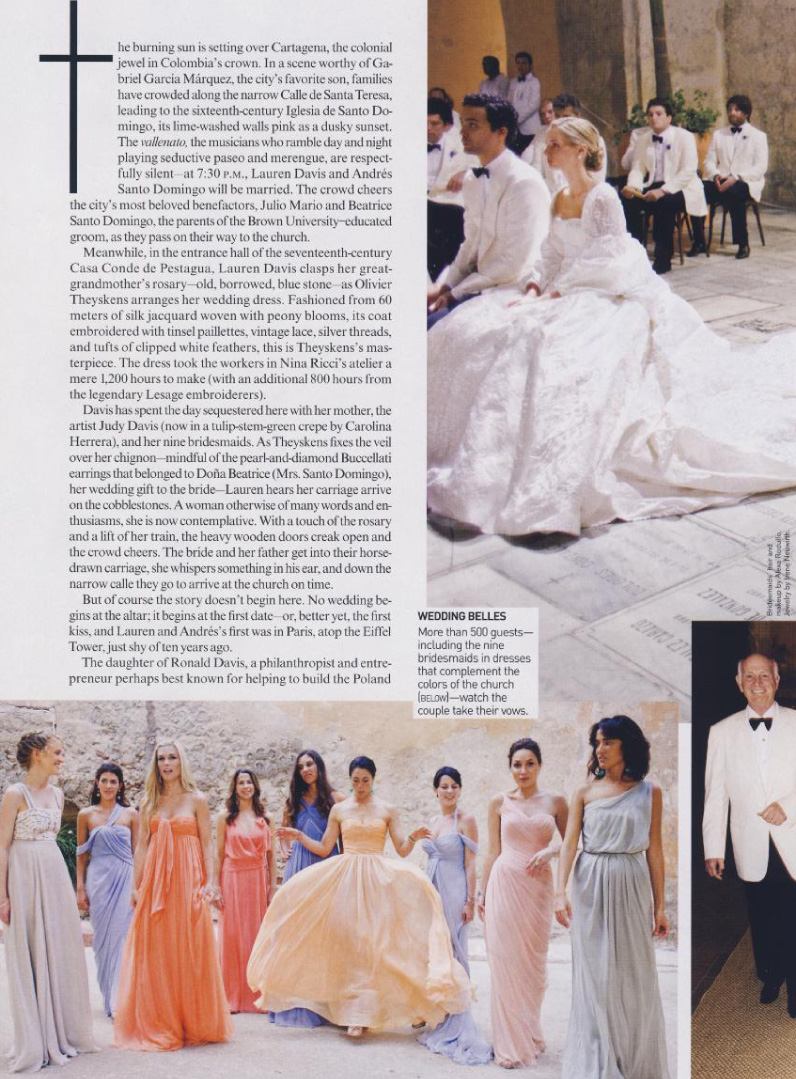 the burning sun is setting over Cartagena, the colonial
jewel in Colombia's crown. In a scene worthy of Ga-
briel García Márquez, the city's favorite son, families
have crowded along the narrow Calle de Santa Teresa,
leading to the sixteenth-century Iglesia de Santo Do-
mingo, its lime-washed walls pink as a dusky sunset.
The vallenato, the musicians who ramble day and night
playing seductive paseo and merengue, are respect-
fully silent—at 7:30 P.M., Lauren Davis and Andrés
Santo Domingo will be married. The crowd cheers
the city's most beloved benefactors, Julio Mario and Beatrice
Santo Domingo, the parents of the Brown University–educated
groom, as they pass on their way to the church.
Meanwhile, in the entrance hall of the seventeenth-century
Casa Conde de Pestagua, Lauren Davis clasps her great-
grandmother's rosary—old, borrowed, blue stone—as Olivier
Theyskens arranges her wedding dress. Fashioned from 60
meters of silk jacquard woven with peony blooms, its coat
embroidered with tinsel paillettes, vintage lace, silver threads,
and tufts of clipped white feathers, this is Theyskens's mas-
terpiece. The dress took the workers in Nina Ricci's atelier a
mere 1,200 hours to make (with an additional 800 hours from
the legendary Lesage embroiderers).
Davis has spent the day sequestered here with her mother, the
artist Judy Davis (now in a tulip-stem-green crepe by Carolina
Herrera), and her nine bridesmaids. As Theyskens fixes the veil
over her chignon—mindful of the pearl-and-diamond Buccellati
earrings that belonged to Doña Beatrice (Mrs. Santo Domingo),
her wedding gift to the bride—Lauren hears her carriage arrive
on the cobblestones. A woman otherwise of many words and en-
thusiasms, she is now contemplative. With a touch of the rosary
and a lift of her train, the heavy wooden doors creak open and
the crowd cheers. The bride and her father get into their horse-
drawn carriage, she whispers something in his ear, and down the
narrow calle they go to arrive at the church on time.
But of course the story doesn't begin here. No wedding be-
gins at the altar; it begins at the first date—or, better yet, the first
kiss, and Lauren and Andrés's first was in Paris, atop the Eiffel
Tower, just shy of ten years ago.
The daughter of Ronald Davis, a philanthropist and entre-
preneur perhaps best known for helping to build the Poland
WEDDING BELLES
More than 500 guests—
including the nine
bridesmaids in dresses
that complement the
colors of the church
(BELOW)—watch the
couple take their vows.
Bridesmaids' hair and
makeup by
Jewelry by Irene Neuwirth.